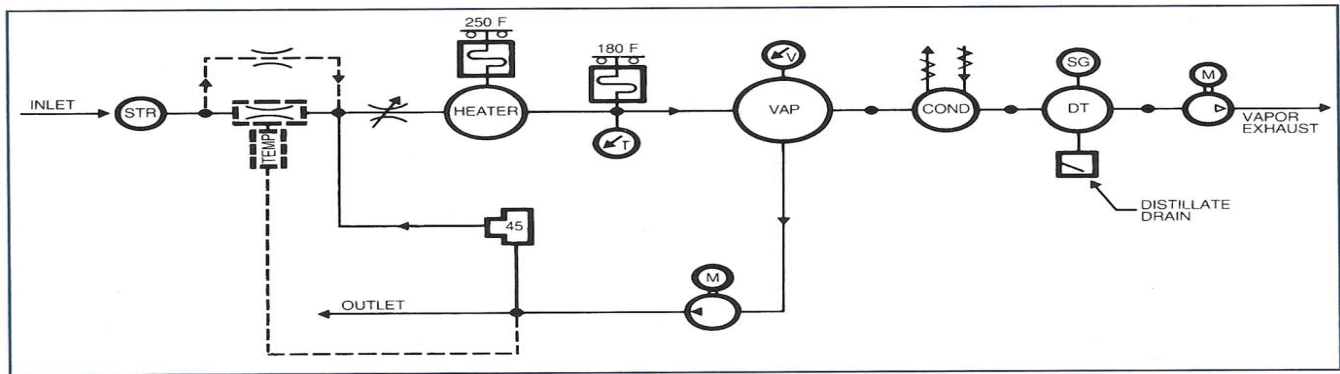 250 F
180 F
V
SG
M
INLET
STR
HEATER
VAP
COND
DT
VAPOR
EXHAUST
TEMP
T
DISTILLATE
DRAIN
45
M
OUTLET